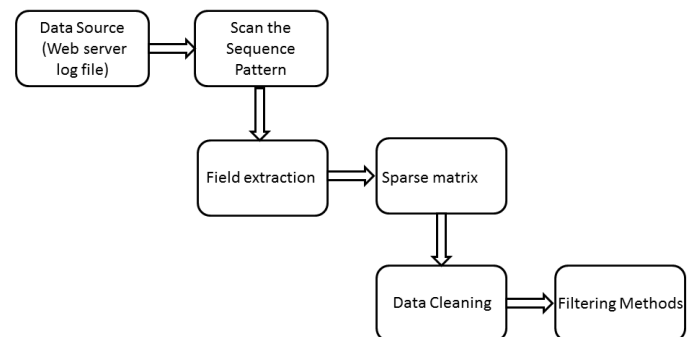 Data Source
(Web server
log file)
Scan the
Sequence
Pattern
Field extraction
Sparse matrix
Data Cleaning
Filtering Methods